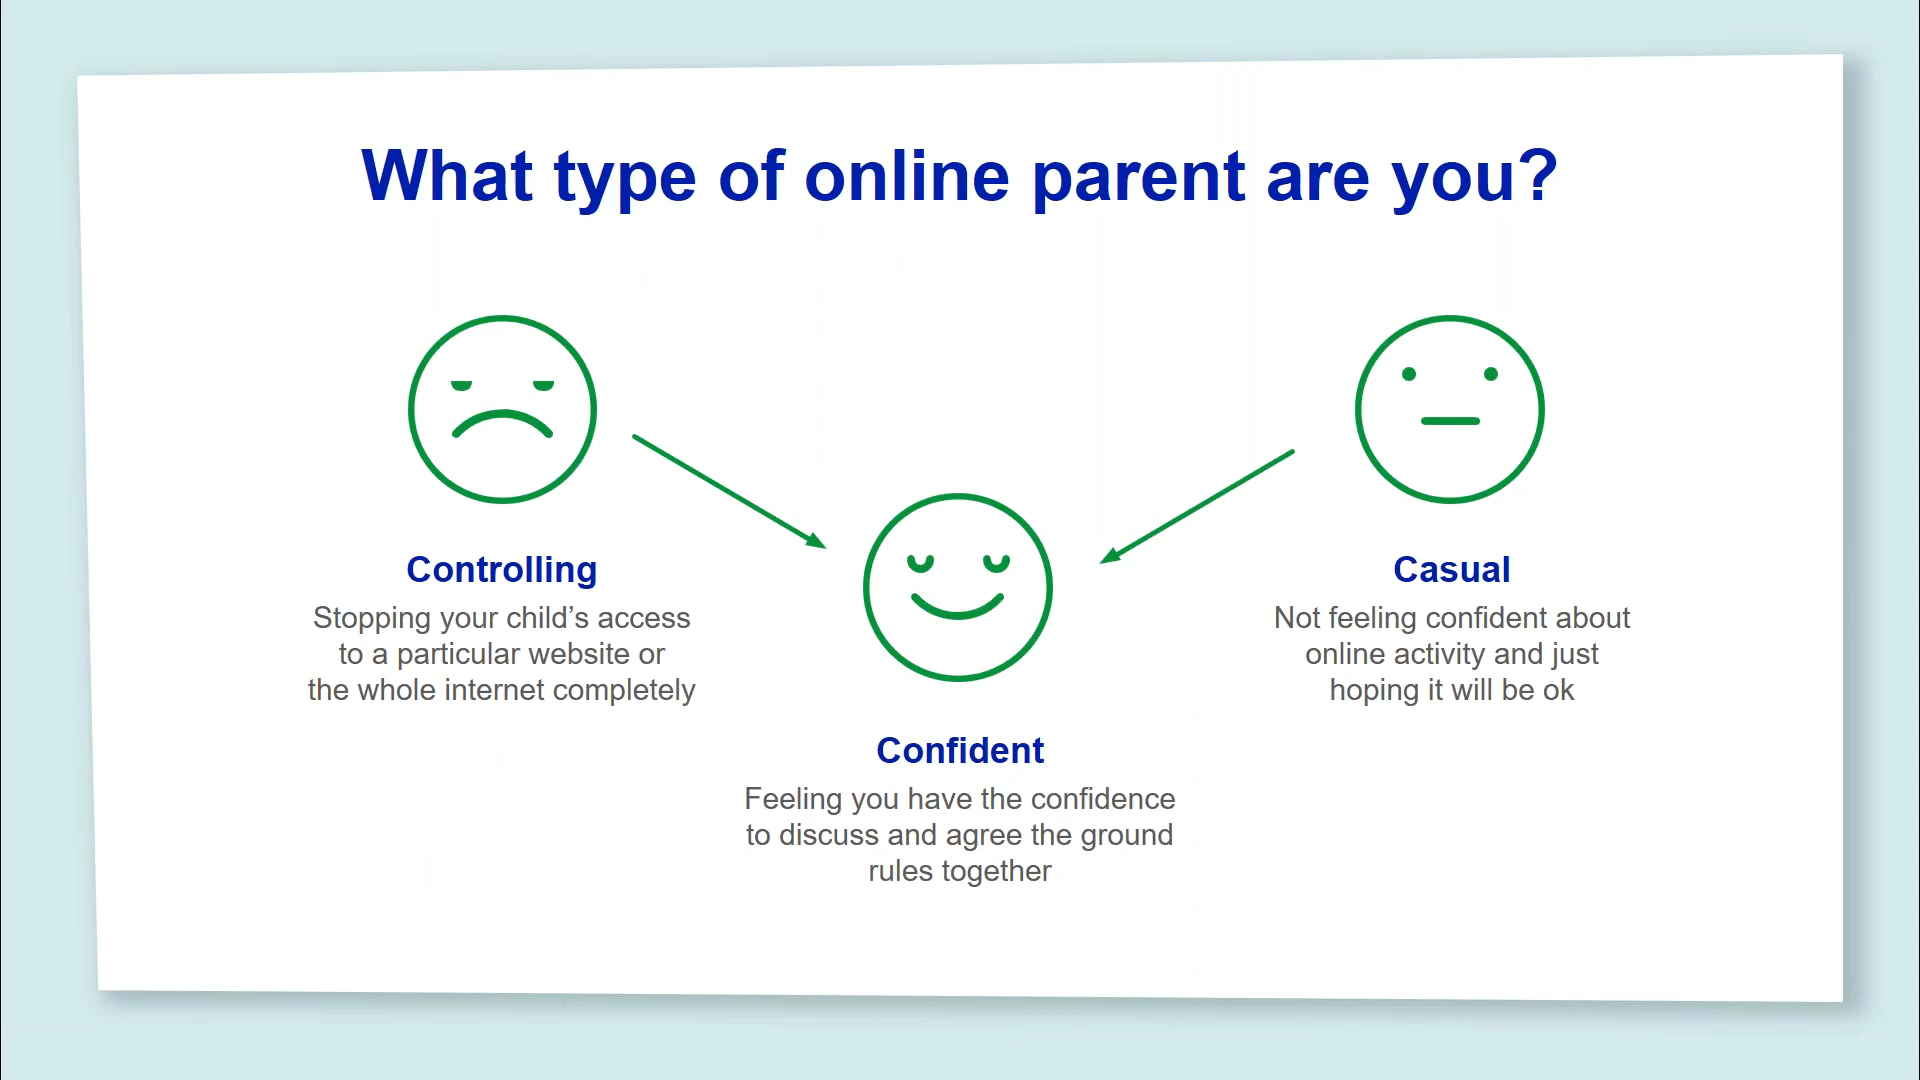 What type of online parent are you?
Controlling
Stopping your child’s access
to a particular website or
the whole internet completely
Confident
Feeling you have the confidence
to discuss and agree the ground
rules together
Casual
Not feeling confident about
online activity and just
hoping it will be ok